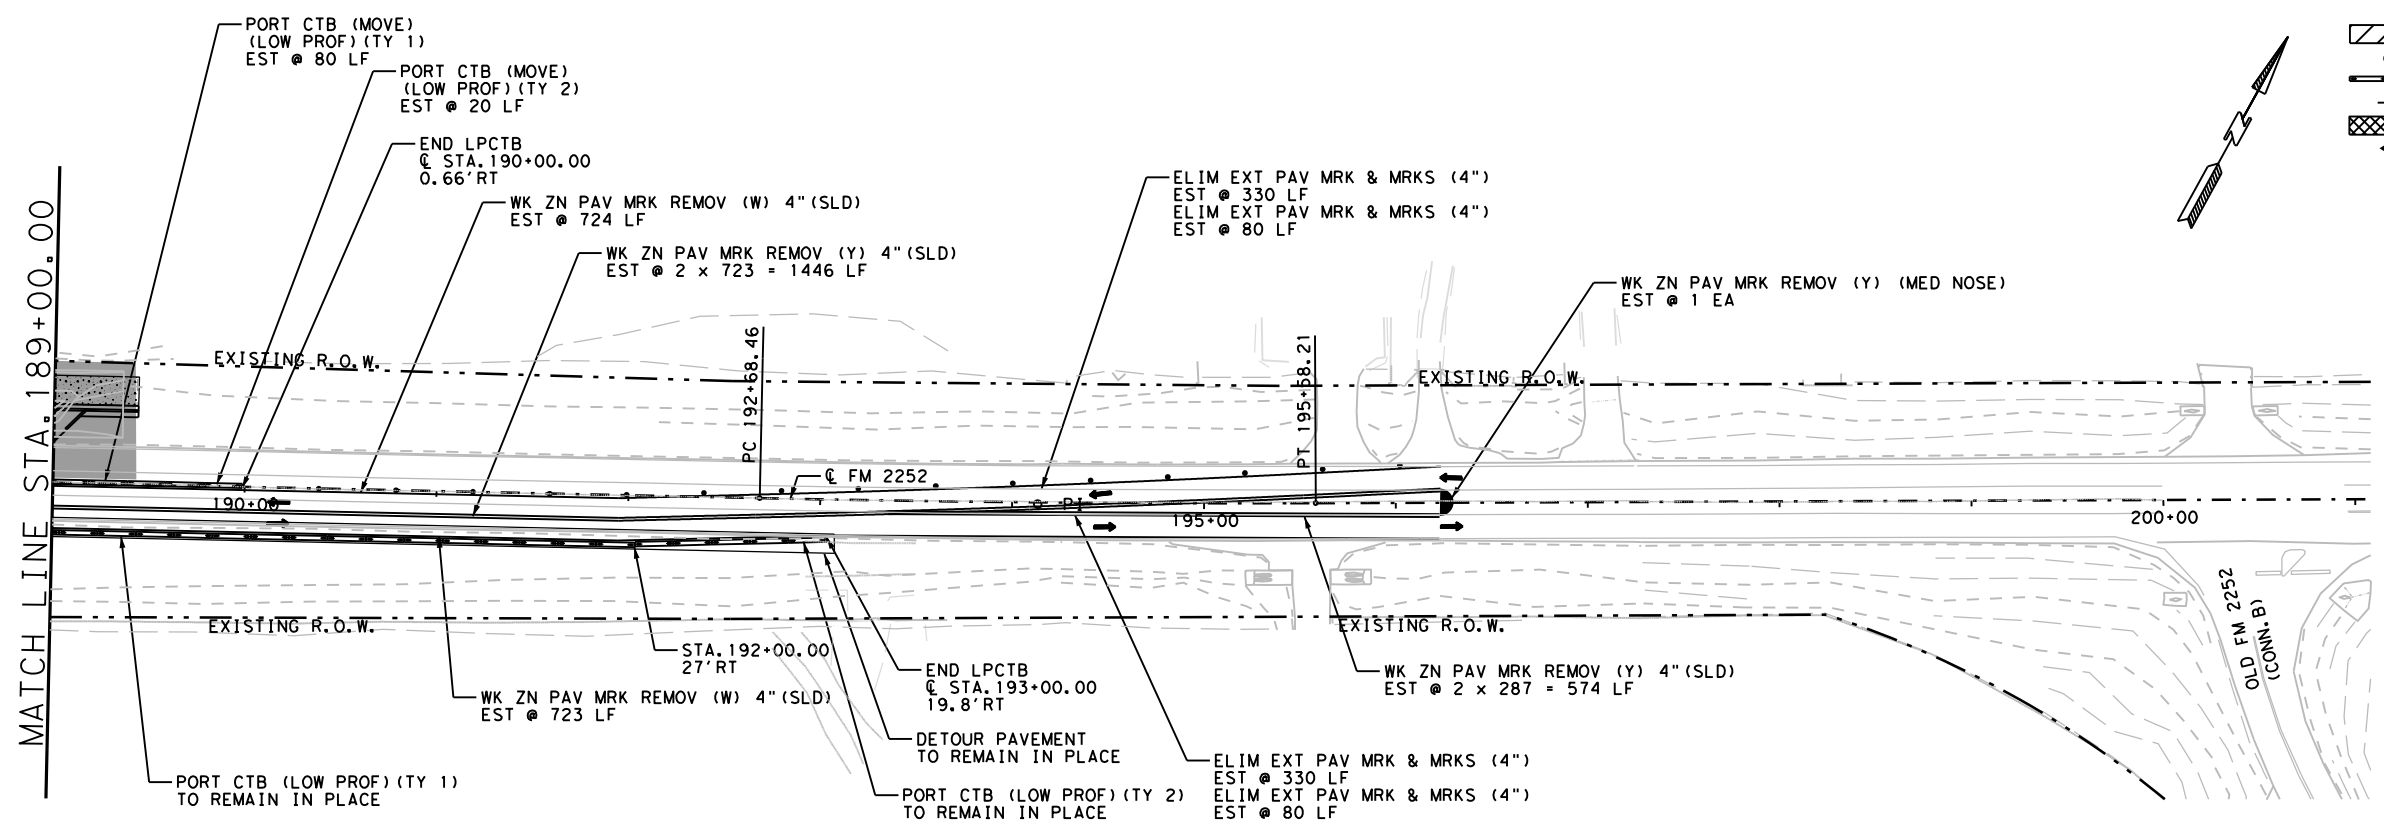 PORT CTB (MOVE)
(LOW PROF)(TY 1)
EST @ 80 LF
PORT CTB (MOVE)
(LOW PROF)(TY 2)
EST @ 20 LF
END LPCTB
℄ STA.190+00.00
0.66'RT
WK ZN PAV MRK REMOV (W) 4"(SLD)
EST @ 724 LF
WK ZN PAV MRK REMOV (Y) 4"(SLD)
EST @ 2 x 723 = 1446 LF
ELIM EXT PAV MRK & MRKS (4")
EST @ 330 LF
ELIM EXT PAV MRK & MRKS (4")
EST @ 80 LF
WK ZN PAV MRK REMOV (Y) (MED NOSE)
EST @ 1 EA
N
MATCH LINE STA.189+00.00
EXISTING R.O.W.
PC 192+68.46
PT 195+58.21
EXISTING R.O.W.
℄ FM 2252
190+00
PI
195+00
200+00
EXISTING R.O.W.
EXISTING R.O.W.
STA.192+00.00
27'RT
END LPCTB
℄ STA.193+00.00
19.8'RT
WK ZN PAV MRK REMOV (Y) 4"(SLD)
EST @ 2 x 287 = 574 LF
OLD FM 2252
(CONN.B)
WK ZN PAV MRK REMOV (W) 4"(SLD)
EST @ 723 LF
DETOUR PAVEMENT
TO REMAIN IN PLACE
PORT CTB (LOW PROF)(TY 1)
TO REMAIN IN PLACE
PORT CTB (LOW PROF)(TY 2)
TO REMAIN IN PLACE
ELIM EXT PAV MRK & MRKS (4")
EST @ 330 LF
ELIM EXT PAV MRK & MRKS (4")
EST @ 80 LF